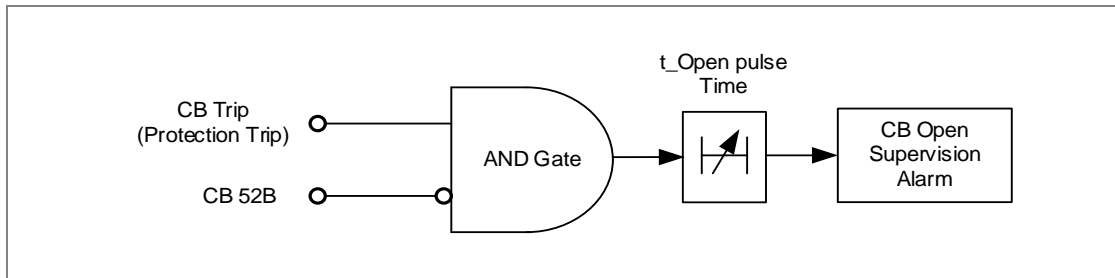 t_Open pulse
Time
CB Trip
(Protection Trip)
AND Gate
CB Open
Supervision
Alarm
CB 52B